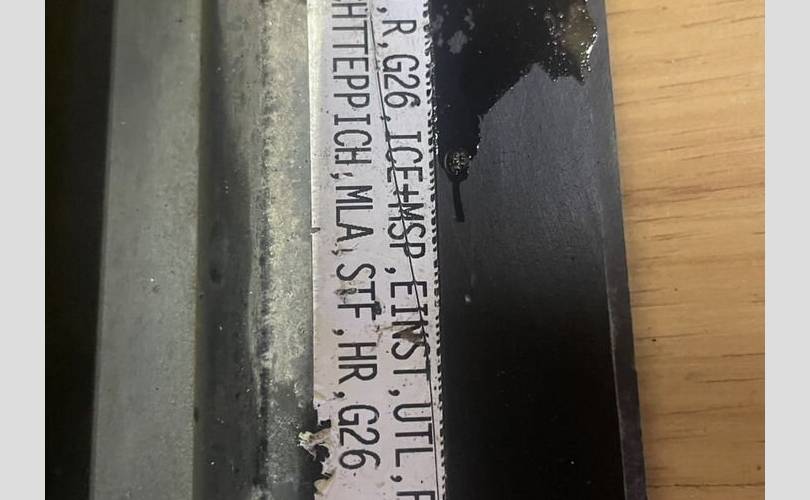 ,R,G26,ICE+MSP,EINST,UTL,
HTTEPPICH,MLA,STF,HR,G26